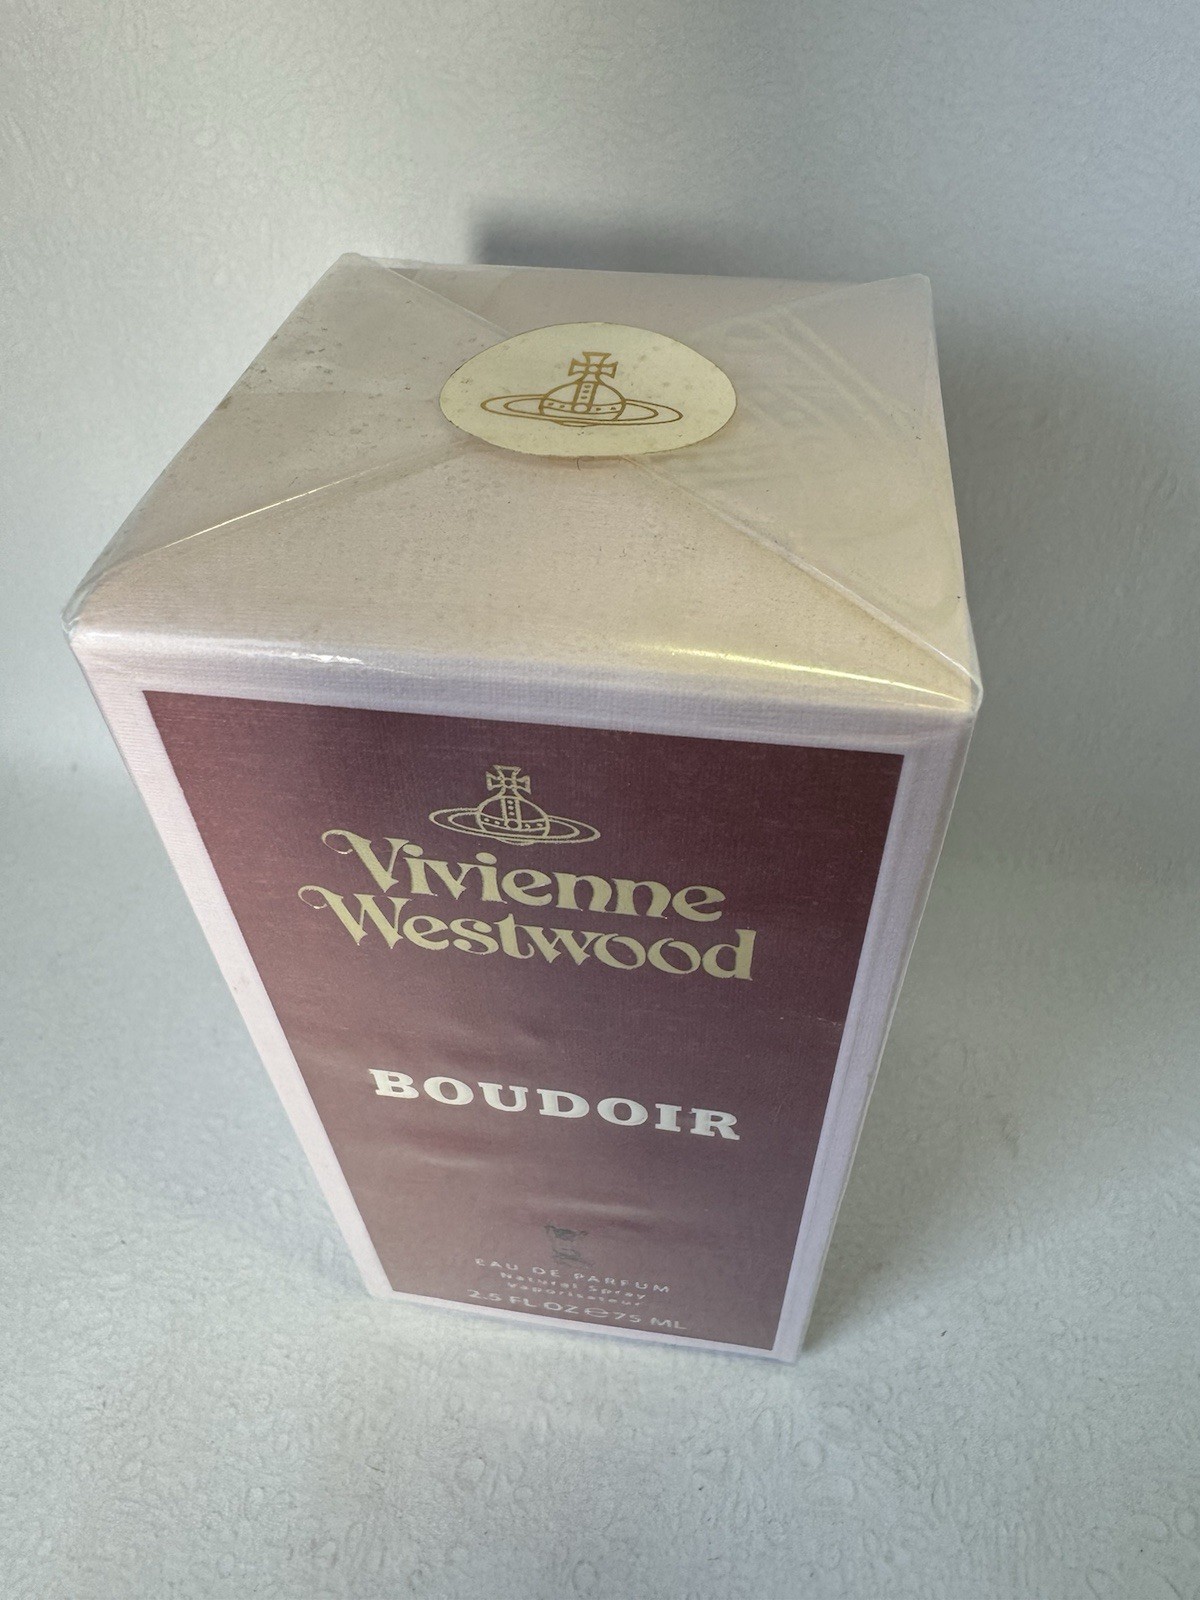 Vivienne
Westwood
BOUDOIR
EAU DE PARFUM
Natural Spray
Vaporisateur
2.5 FL OZ ℮ 75 ML